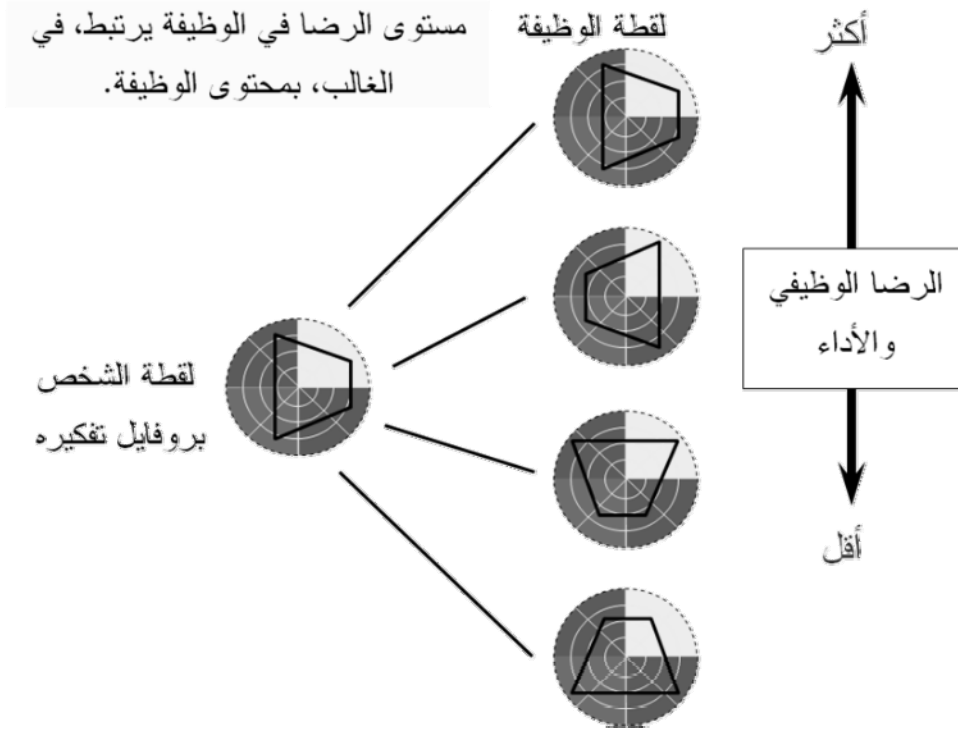 مستوى الرضا في الوظيفة يرتبط، في
الغالب، بمحتوى الوظيفة.
لقطة الوظيفة
أكثر
الرضا الوظيفي
والأداء
لقطة الشخص
بروفايل تفكيره
أقل